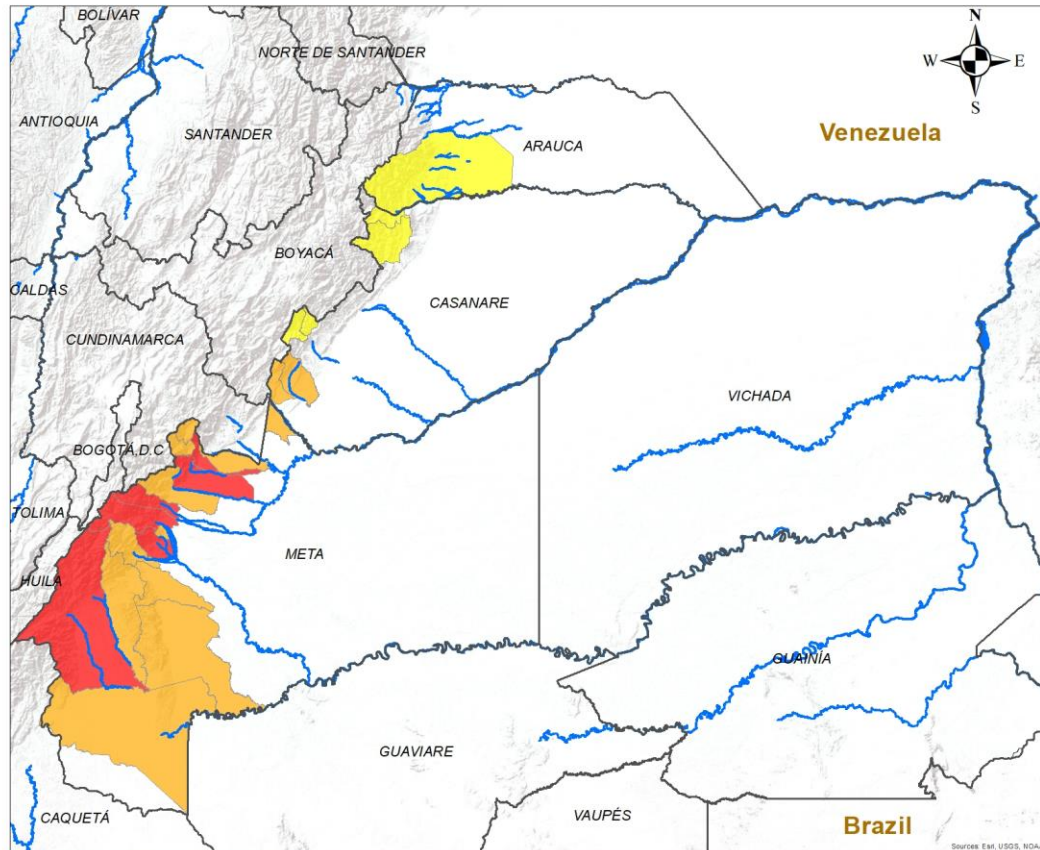 BOLÍVAR
N
NORTE DE SANTANDER
W
E
S
ANTIOQUIA
SANTANDER
ARAUCA
Venezuela
BOYACÁ
CALDAS
CASANARE
CUNDINAMARCA
VICHADA
BOGOTÁ,D.C
TOLIMA
META
HUILA
GUAINÍA
GUAVIARE
CAQUETÁ
VAUPÉS
Brazil
Sources: Esri, USGS, NOAA